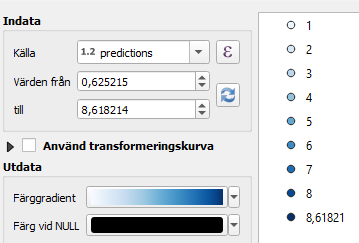 Indata
Källa 1.2 predictions ε
Värden från 0,625215
till 8,618214
Använd transformeringskurva
Utdata
Färggradient
Färg vid NULL
1
2
3
4
5
6
7
8
8,61821